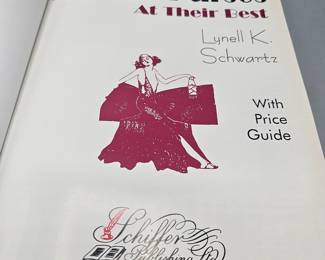 At Their Best
Lynell K.
Schwartz
With
Price
Guide
Schiffer
Publishing Ltd